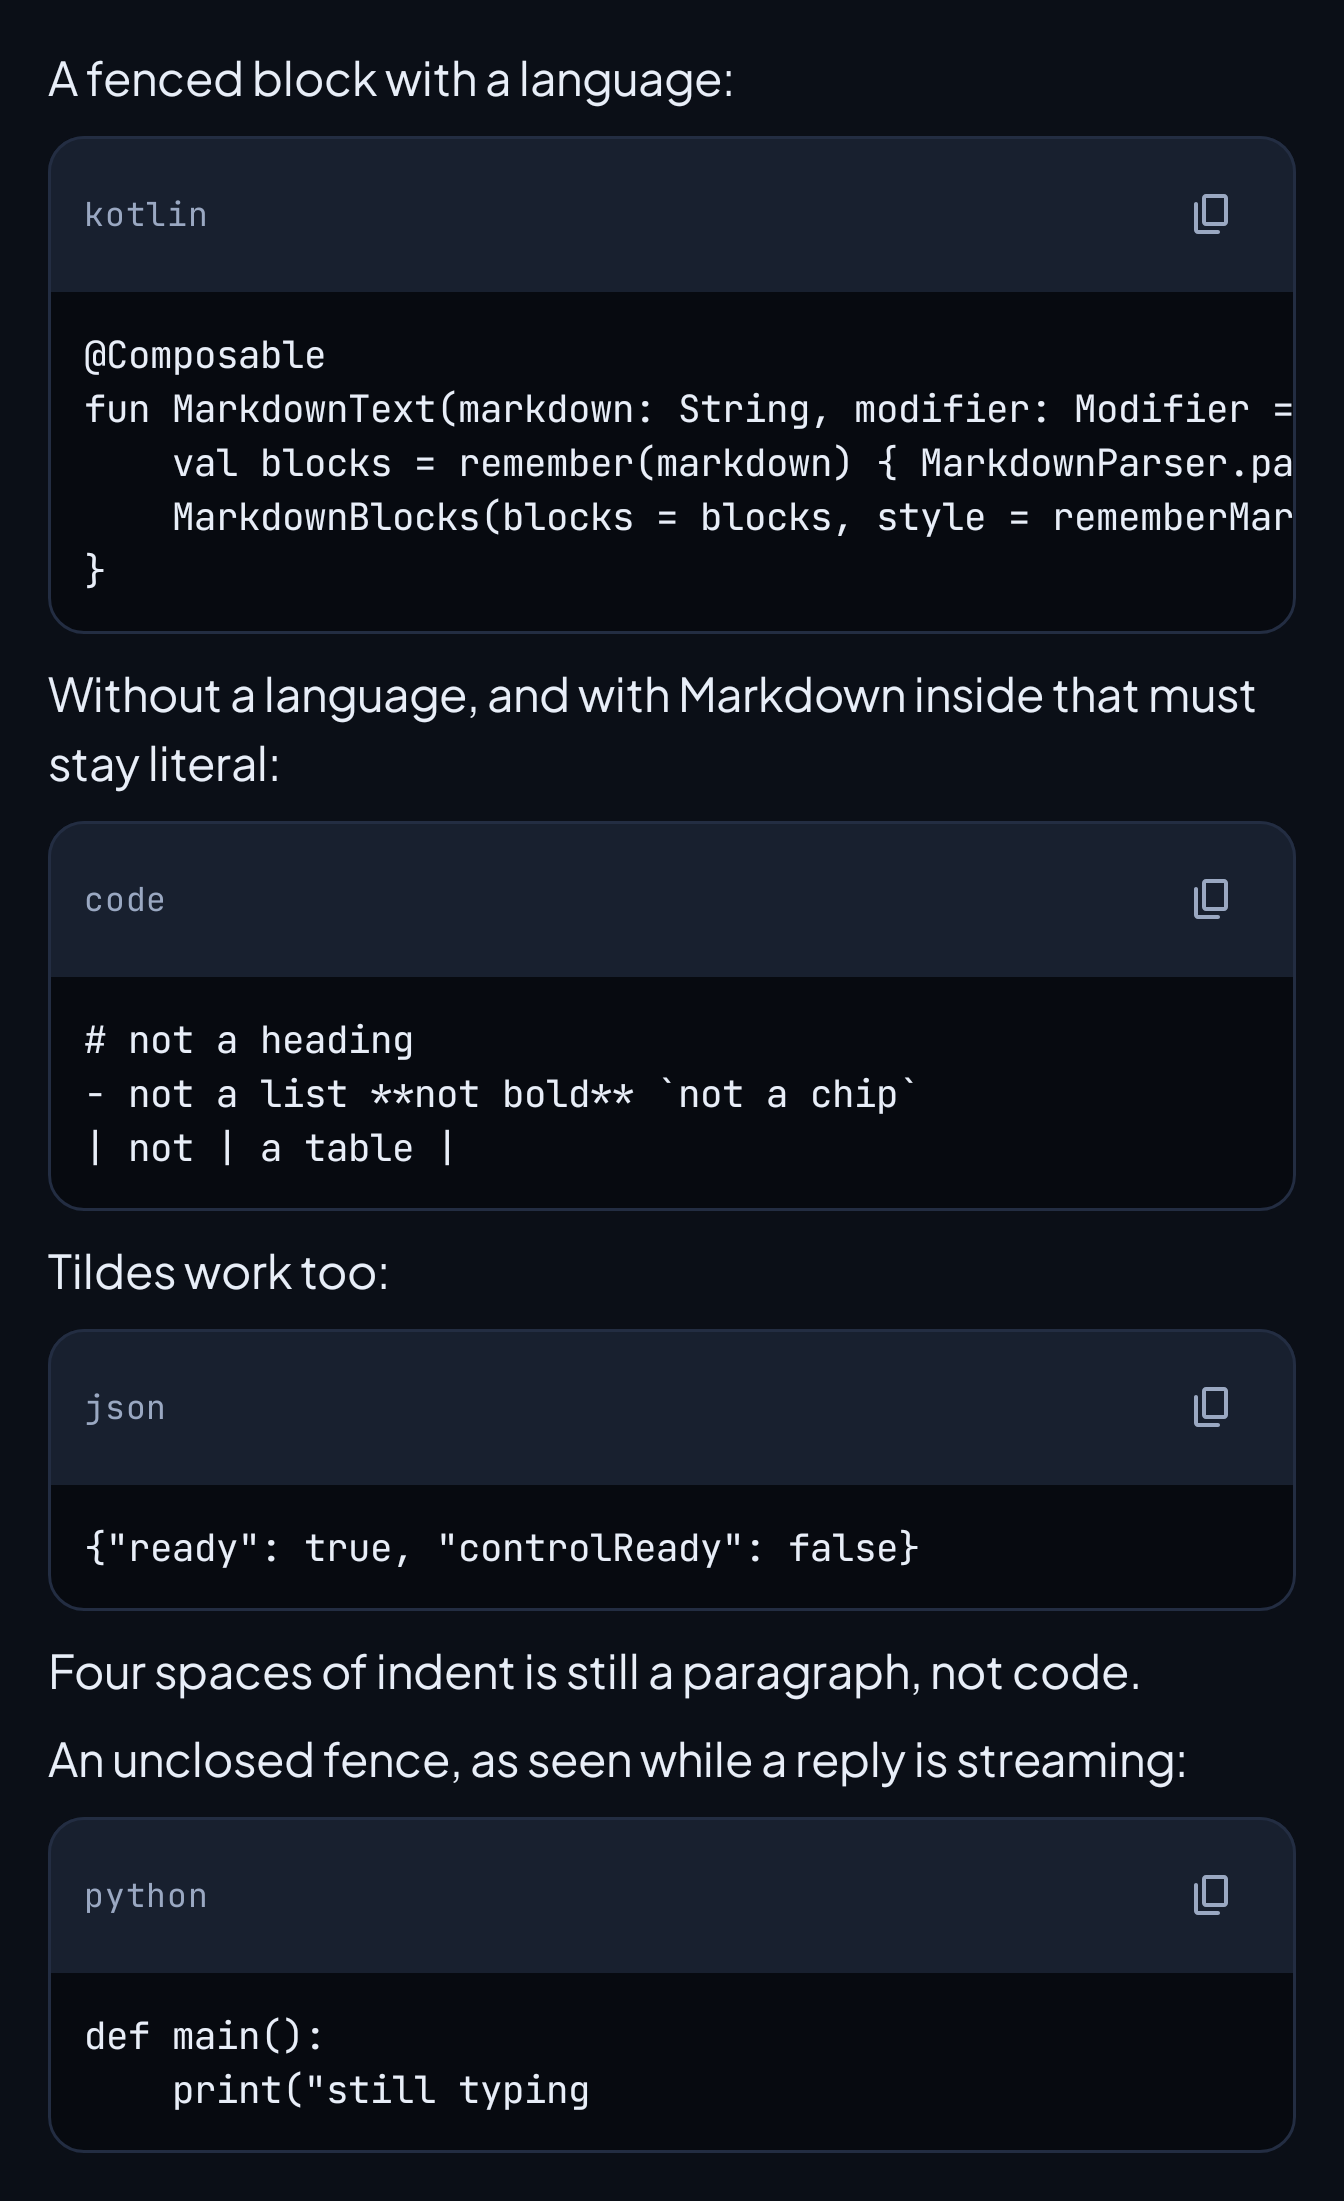 A fenced block with a language:
kotlin
@Composable
fun MarkdownText(markdown: String, modifier: Modifier =
    val blocks = remember(markdown) { MarkdownParser.pa
    MarkdownBlocks(blocks = blocks, style = rememberMar
}
Without a language, and with Markdown inside that must
stay literal:
code
# not a heading
- not a list **not bold** `not a chip`
| not | a table |
Tildes work too:
json
{"ready": true, "controlReady": false}
Four spaces of indent is still a paragraph, not code.
An unclosed fence, as seen while a reply is streaming:
python
def main():
    print("still typing